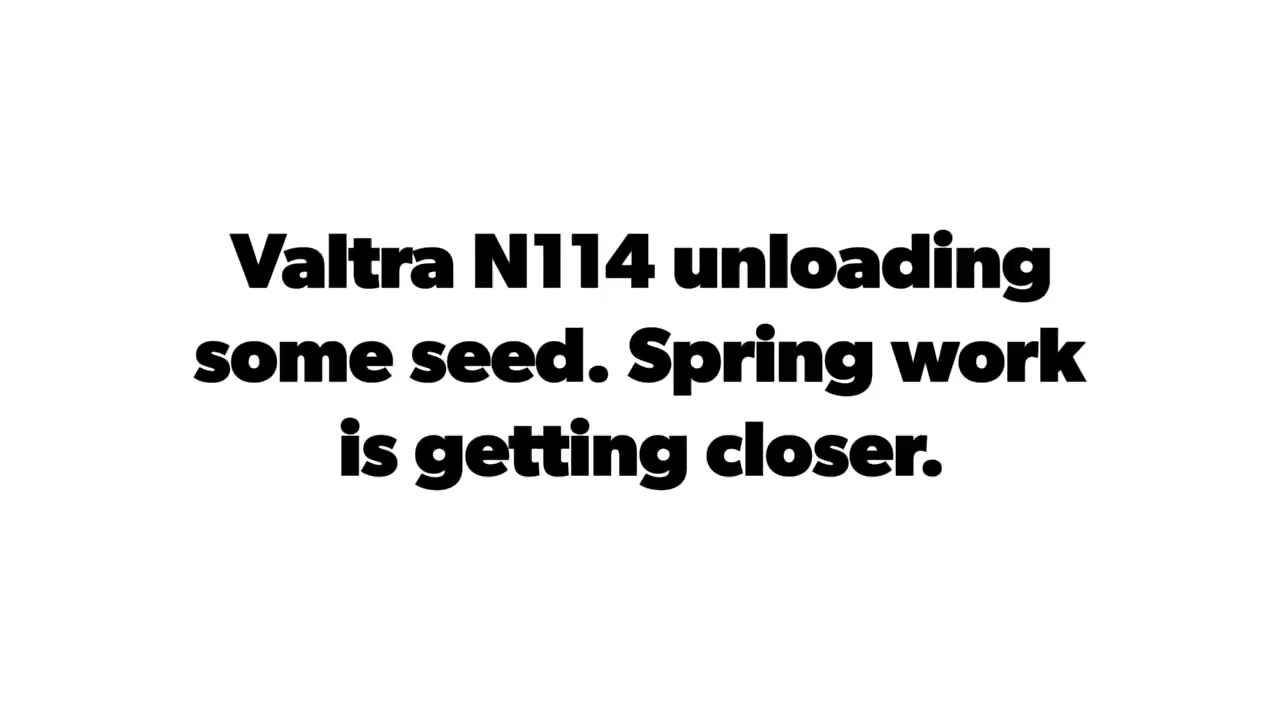 Valtra N114 unloading
some seed. Spring work
is getting closer.